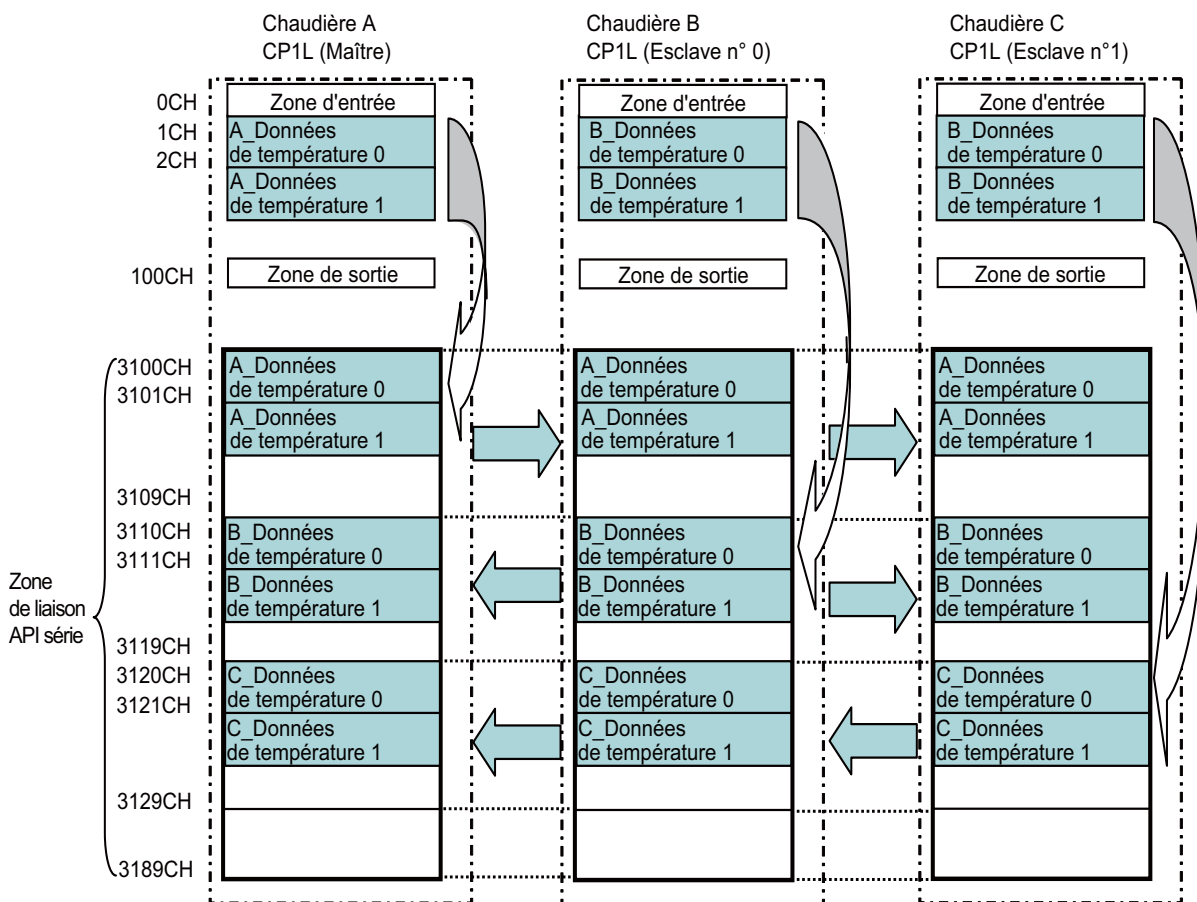 Chaudière A
CP1L (Maître)
Chaudière B
CP1L (Esclave n° 0)
Chaudière C
CP1L (Esclave n°1)
0CH
Zone d'entrée
Zone d'entrée
Zone d'entrée
1CH
2CH
A_Données
de température 0
B_Données
de température 0
B_Données
de température 0
A_Données
de température 1
B_Données
de température 1
B_Données
de température 1
100CH
Zone de sortie
Zone de sortie
Zone de sortie
Zone
de liaison
API série
3100CH
3101CH
A_Données
de température 0
A_Données
de température 0
A_Données
de température 0
A_Données
de température 1
A_Données
de température 1
A_Données
de température 1
3109CH
3110CH
3111CH
B_Données
de température 0
B_Données
de température 0
B_Données
de température 0
B_Données
de température 1
B_Données
de température 1
B_Données
de température 1
3119CH
3120CH
3121CH
C_Données
de température 0
C_Données
de température 0
C_Données
de température 0
C_Données
de température 1
C_Données
de température 1
C_Données
de température 1
3129CH
3189CH